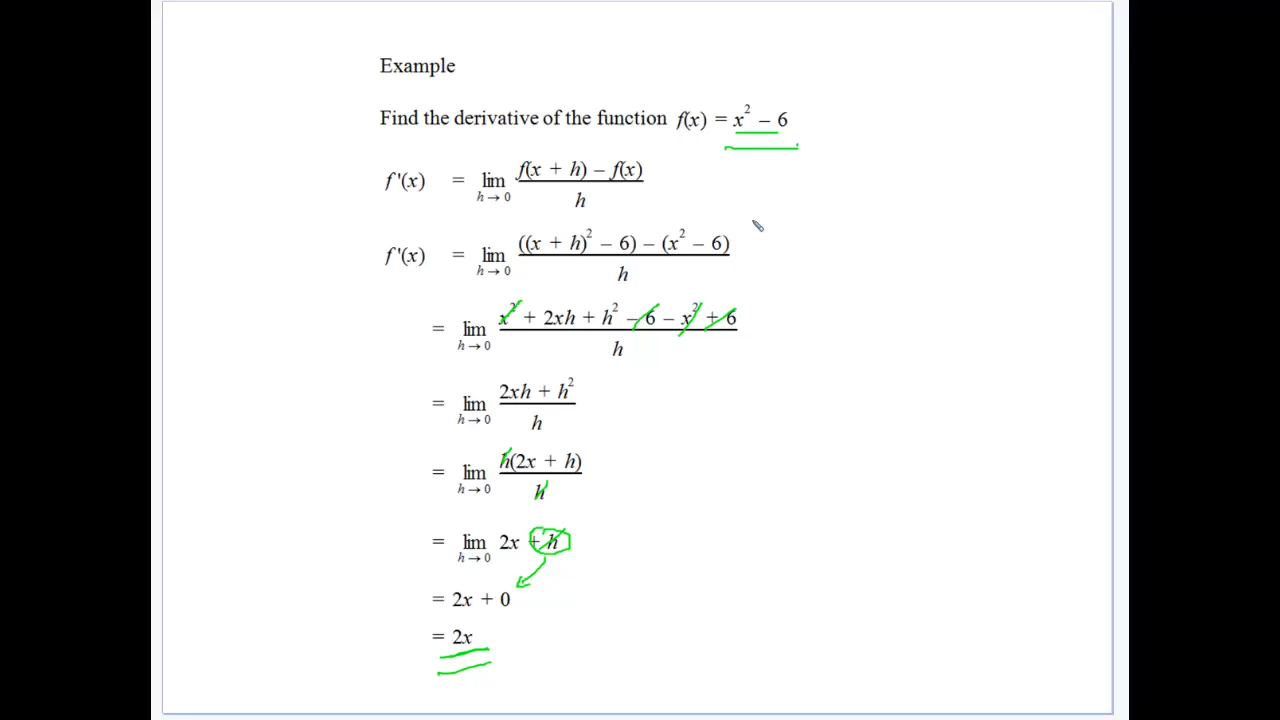 Example
Find the derivative of the function f(x) = x² – 6
f '(x) = lim h→0 f(x + h) – f(x) / h
f '(x) = lim h→0 ((x + h)² – 6) – (x² – 6) / h
= lim h→0 x² + 2xh + h² – 6 – x² + 6 / h
= lim h→0 2xh + h² / h
= lim h→0 h(2x + h) / h
= lim h→0 2x + h
= 2x + 0
= 2x